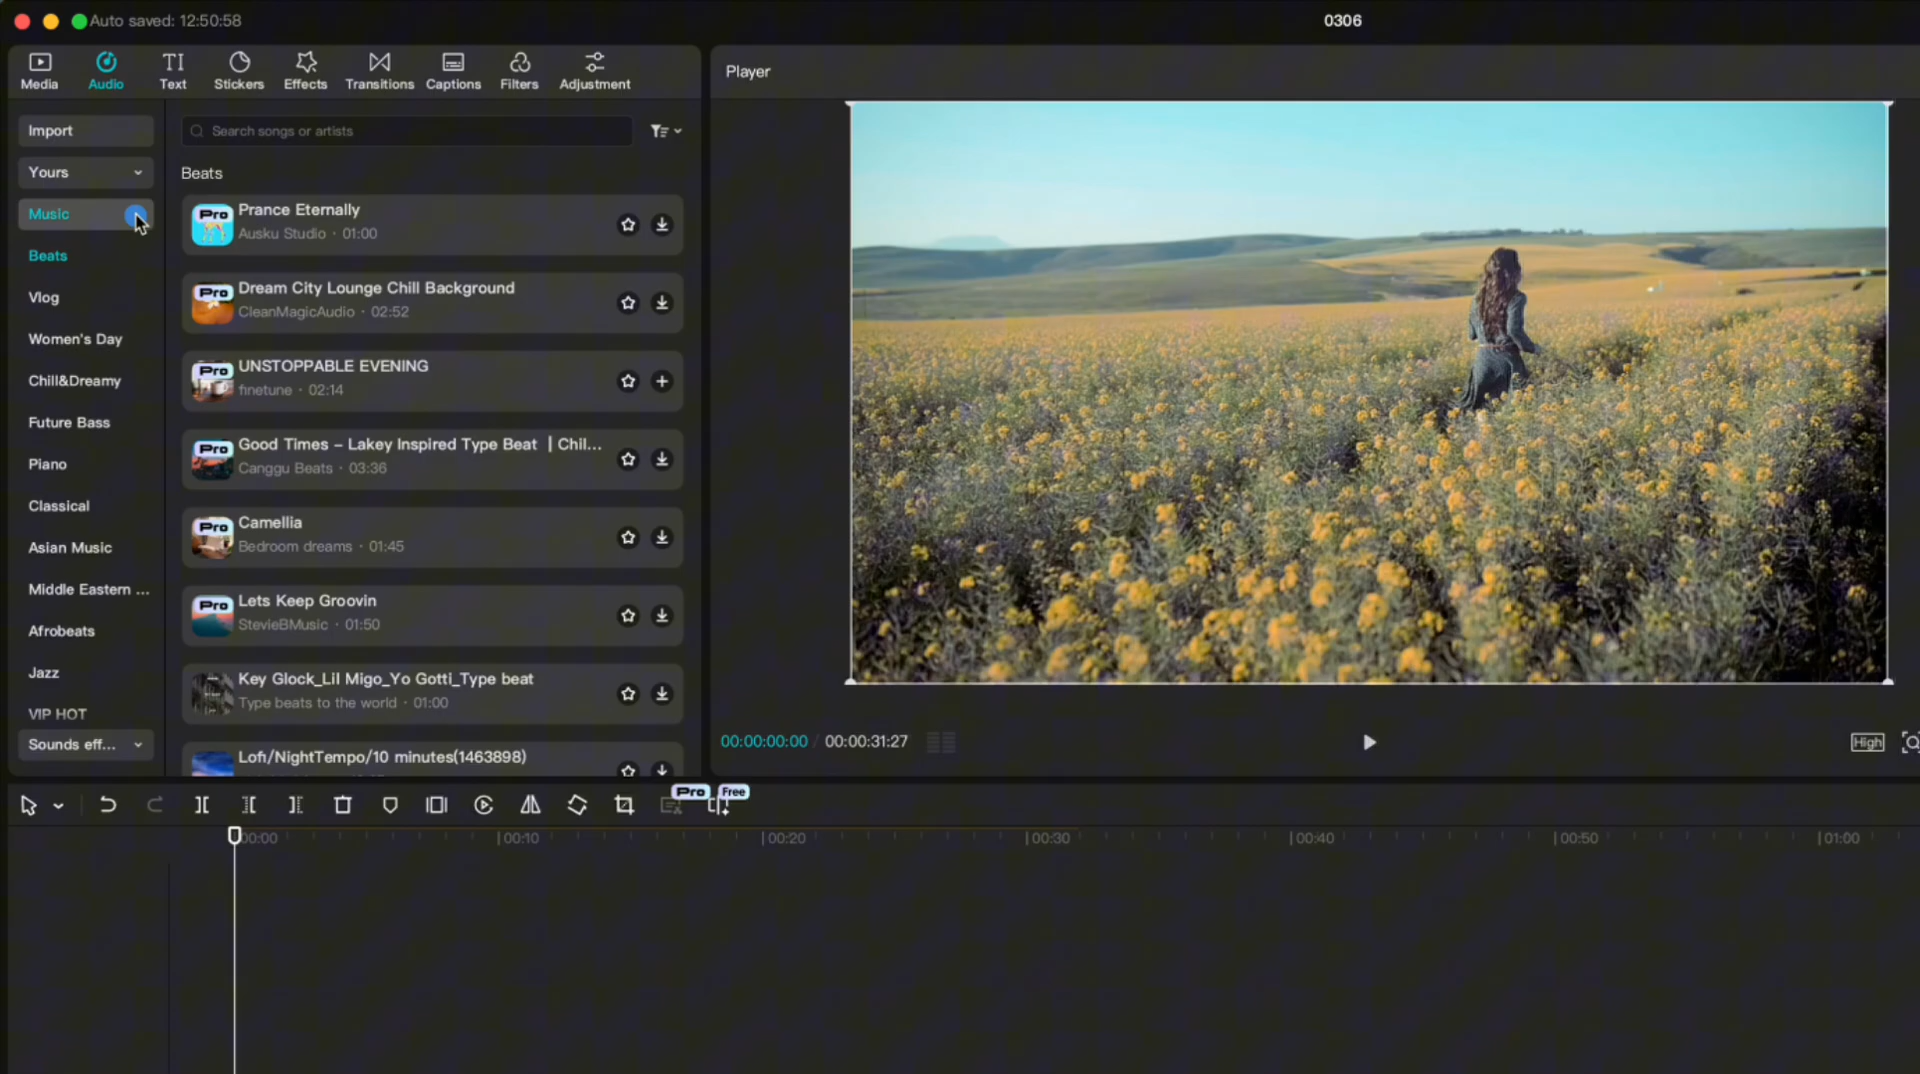 Auto saved: 12:50:58
0306
Media
Audio
TI
Text
Stickers
Effects
Transitions
Captions
Filters
Adjustment
Player
Import
Yours
Music
Beats
Vlog
Women's Day
Chill&Dreamy
Future Bass
Piano
Classical
Asian Music
Middle Eastern ...
Afrobeats
Jazz
VIP HOT
Sounds eff...
Search songs or artists
Beats
Pro
Prance Eternally
Ausku Studio · 01:00
Pro
Dream City Lounge Chill Background
CleanMagicAudio · 02:52
Pro
UNSTOPPABLE EVENING
finetune · 02:14
Pro
Good Times – Lakey Inspired Type Beat | Chil...
Canggu Beats · 03:36
Pro
Camellia
Bedroom dreams · 01:45
Pro
Lets Keep Groovin
StevieBMusic · 01:50
Key Glock_Lil Migo_Yo Gotti_Type beat
Type beats to the world · 01:00
Lofi/NightTempo/10 minutes(1463898)
00:00:00:00 / 00:00:31:27
High
Pro
Free
00:00
00:10
00:20
00:30
00:40
00:50
01:00